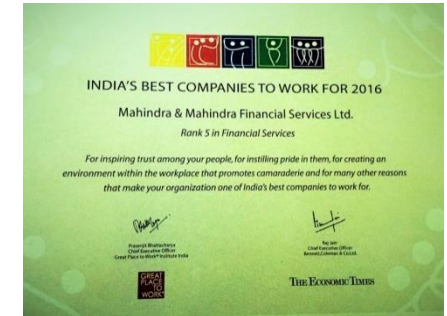 INDIA'S BEST COMPANIES TO WORK FOR 2016
Mahindra & Mahindra Financial Services Ltd.
Rank 5 in Financial Services
For inspiring trust among your people, for instilling pride in them, for creating an
environment within the workplace that promotes camaraderie and for many other reasons
that make your organization one of India's best companies to work for.
Prasenjit Bhattacharya
Chief Executive Officer
Great Place to Work® Institute India
Raj Jain
Chief Executive Officer
Bennett, Coleman & Co.Ltd.
GREAT
PLACE
TO
WORK®
THE ECONOMIC TIMES